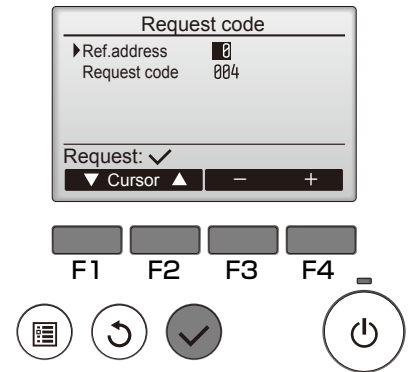 Request code
Ref.address 0
Request code 004
Request: ✓
▼ Cursor ▲ − +
F1 F2 F3 F4